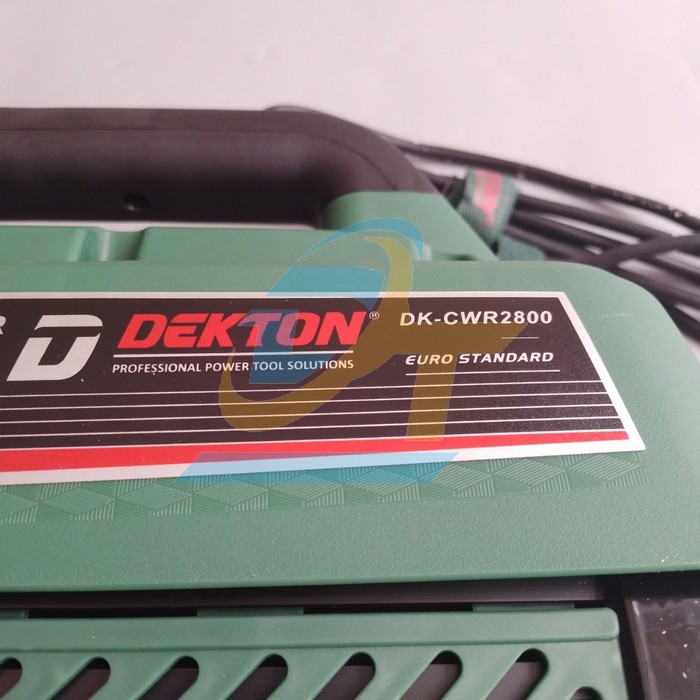 R
D DEKTON® DK-CWR2800
PROFESSIONAL POWER TOOL SOLUTIONS EURO STANDARD